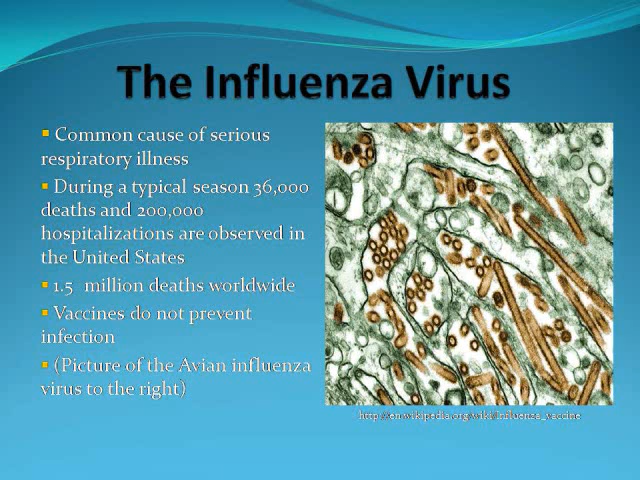 The Influenza Virus
▪ Common cause of serious
respiratory illness
▪ During a typical season 36,000
deaths and 200,000
hospitalizations are observed in
the United States
▪ 1.5 million deaths worldwide
▪ Vaccines do not prevent
infection
▪ (Picture of the Avian influenza
virus to the right)
http://en.wikipedia.org/wiki/Influenza_vaccine